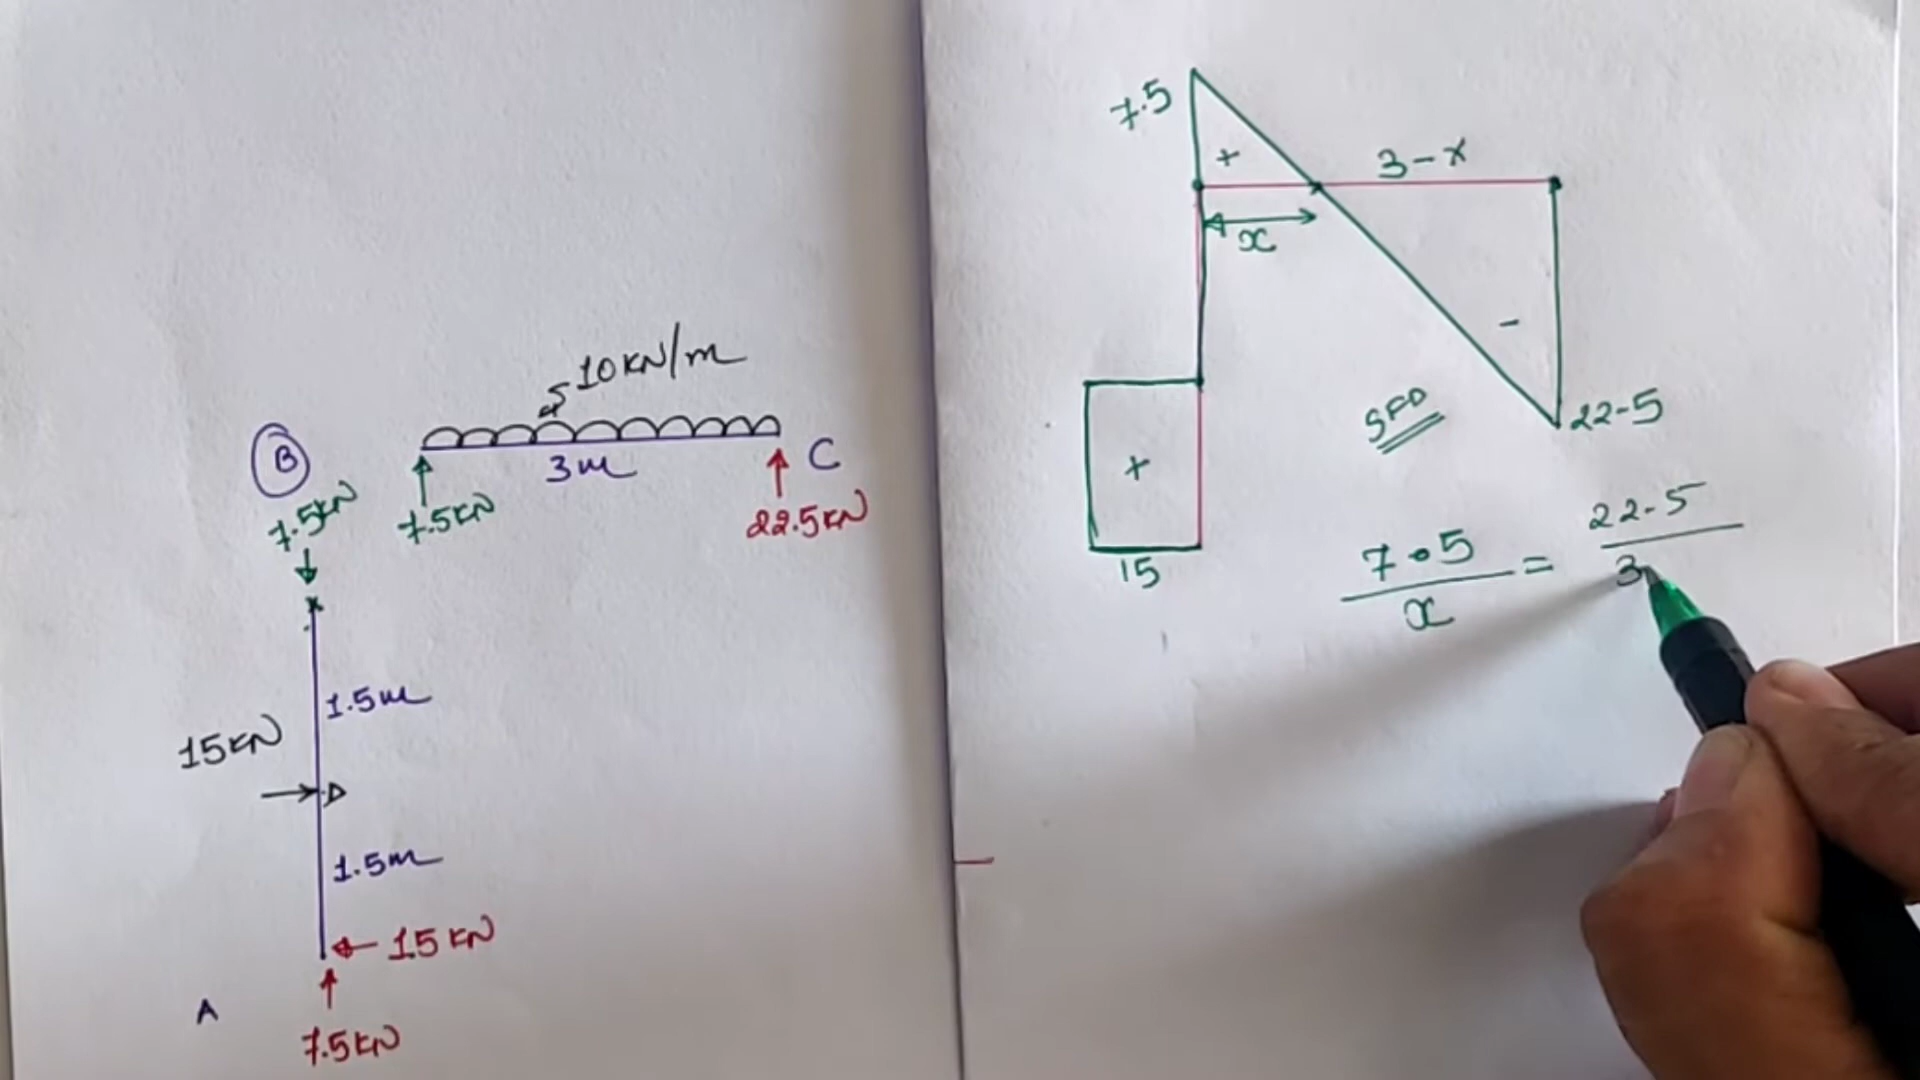 10KN/m
B
3m
C
7.5KN
7.5KN
22.5KN
1.5m
15KN
D
1.5m
15KN
A
7.5KN
7.5
+
3-x
x
-
SFD
22-5
+
15
7.5/x = 22.5/3